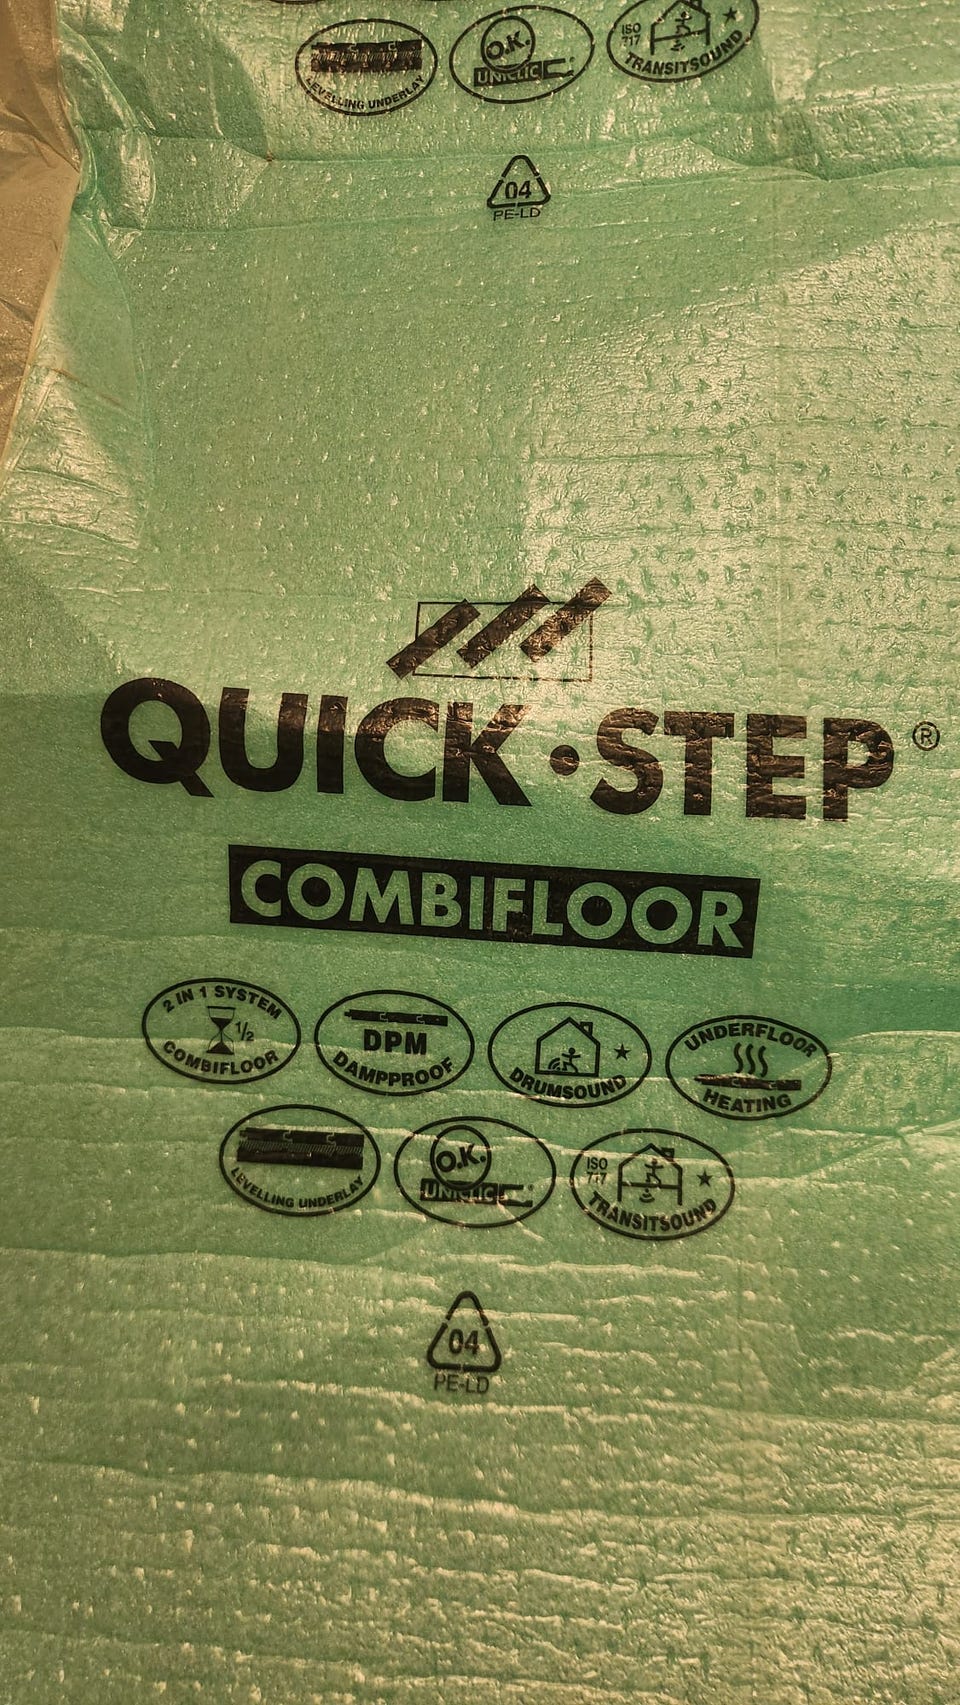 LEVELLING UNDERLAY
O.K.
UNICLIC
ISO
717
TRANSITSOUND
04
PE-LD
QUICK•STEP®
COMBIFLOOR
2 IN 1 SYSTEM
1/2
COMBIFLOOR
DPM
DAMPPROOF
DRUMSOUND
UNDERFLOOR
HEATING
LEVELLING UNDERLAY
O.K.
UNICLIC
ISO
717
TRANSITSOUND
04
PE-LD